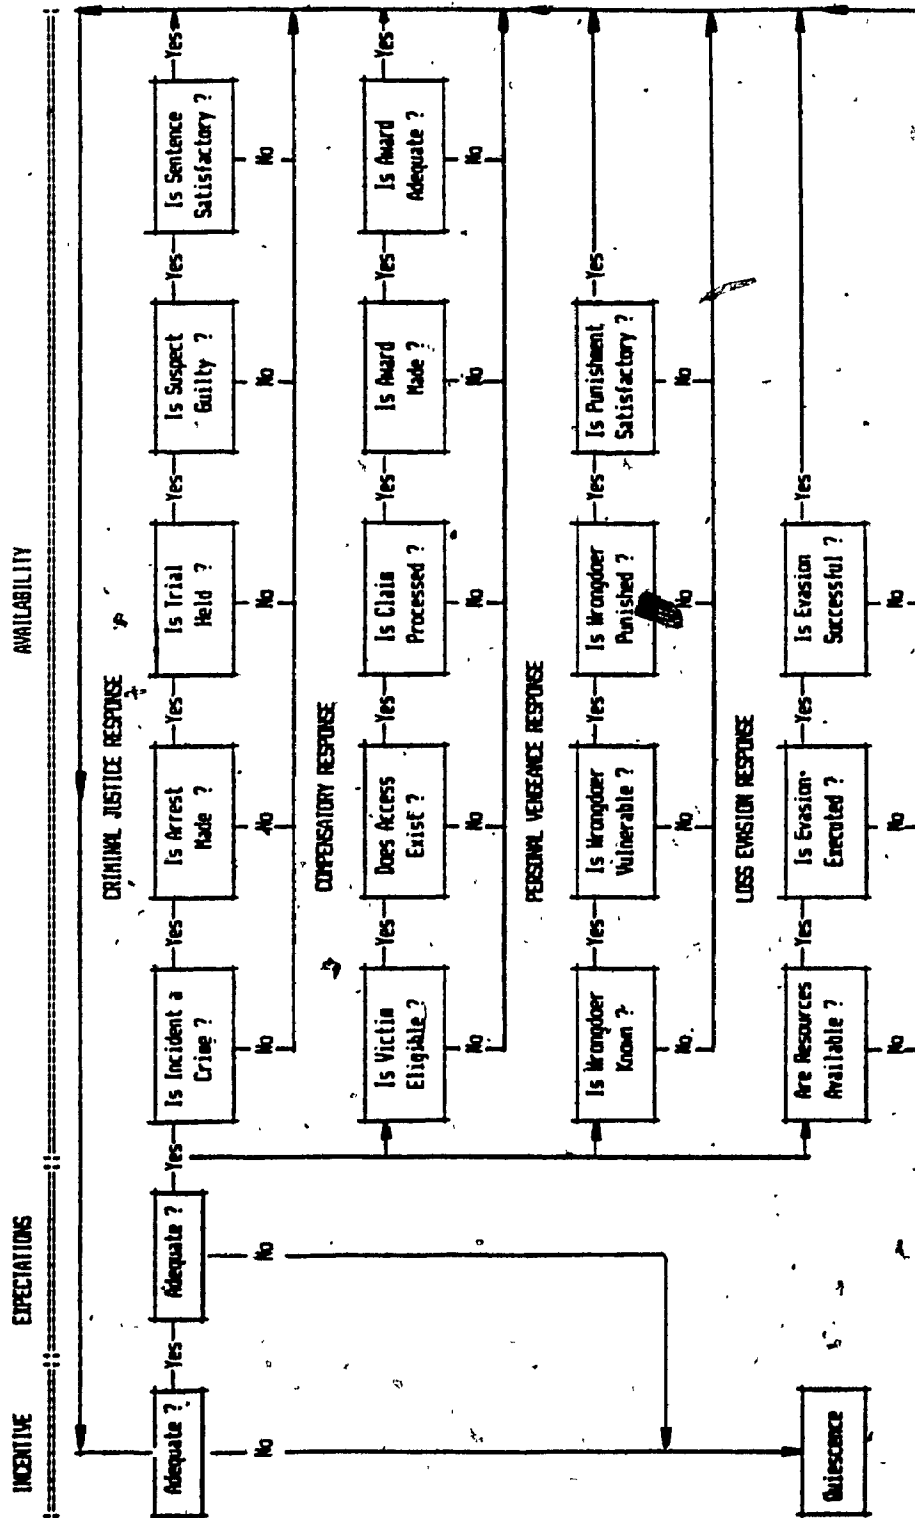 INCENTIVE EXPECTATIONS AVAILABILITY
CRIMINAL JUSTICE RESPONSE
Adequate ? —Yes— Adequate ? —Yes— Is Incident a —Yes— Is Arrest —Yes— Is Trial —Yes— Is Suspect —Yes— Is Sentence —Yes—
Crime ? Made ? Held ? Guilty ? Satisfactory ?
No No No No No No No
COMPENSATORY RESPONSE
Is Victim —Yes— Does Access —Yes— Is Claim —Yes— Is Award —Yes— Is Award —Yes—
Eligible ? Exist ? Processed ? Made ? Adequate ?
No No No No No
PERSONAL VENGEANCE RESPONSE
Is Wrongdoer —Yes— Is Wrongdoer —Yes— Is Wrongdoer —Yes— Is Punishment —Yes
Known ? Vulnerable ? Punished ? Satisfactory ?
No No No No
LOSS EVASION RESPONSE
Quiescence Are Resources —Yes— Is Evasion —Yes— Is Evasion —Yes
Available ? Executed ? Successful ?
No No No